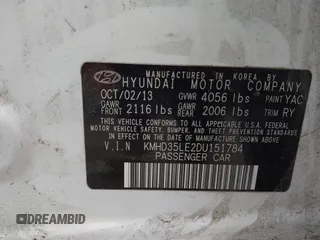 MANUFACTURED IN KOREA BY
HYUNDAI MOTOR COMPANY
OCT/02/13 GVWR 4056 lbs PAINT YAC
GAWR FRONT 2116 lbs GAWR REAR 2006 lbs TRIM RY
THIS VEHICLE CONFORMS TO ALL APPLICABLE
FEDERAL MOTOR VEHICLE SAFETY, BUMPER, AND
THEFT PREVENTION STANDARDS IN EFFECT ON THE
DATE OF MANUFACTURE SHOWN ABOVE.
V.I.N KMHD35LE2DU151784
PASSENGER CAR
DREAMBID
dreambid.com